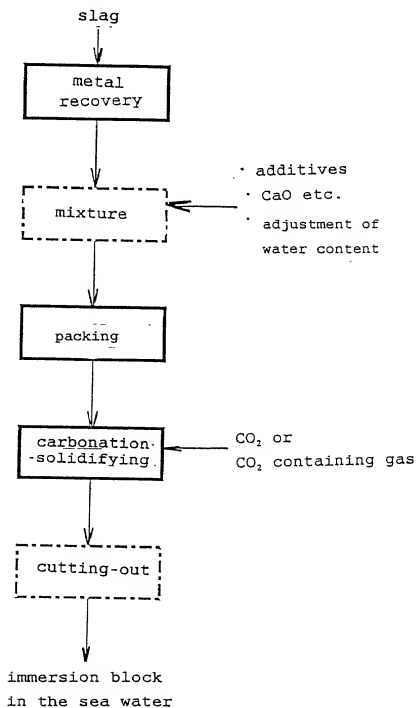 slag
metal
recovery
· additives
· CaO etc.
· adjustment of
water content
mixture
packing
carbonation
-solidifying
CO₂ or
CO₂ containing gas
cutting-out
immersion block
in the sea water